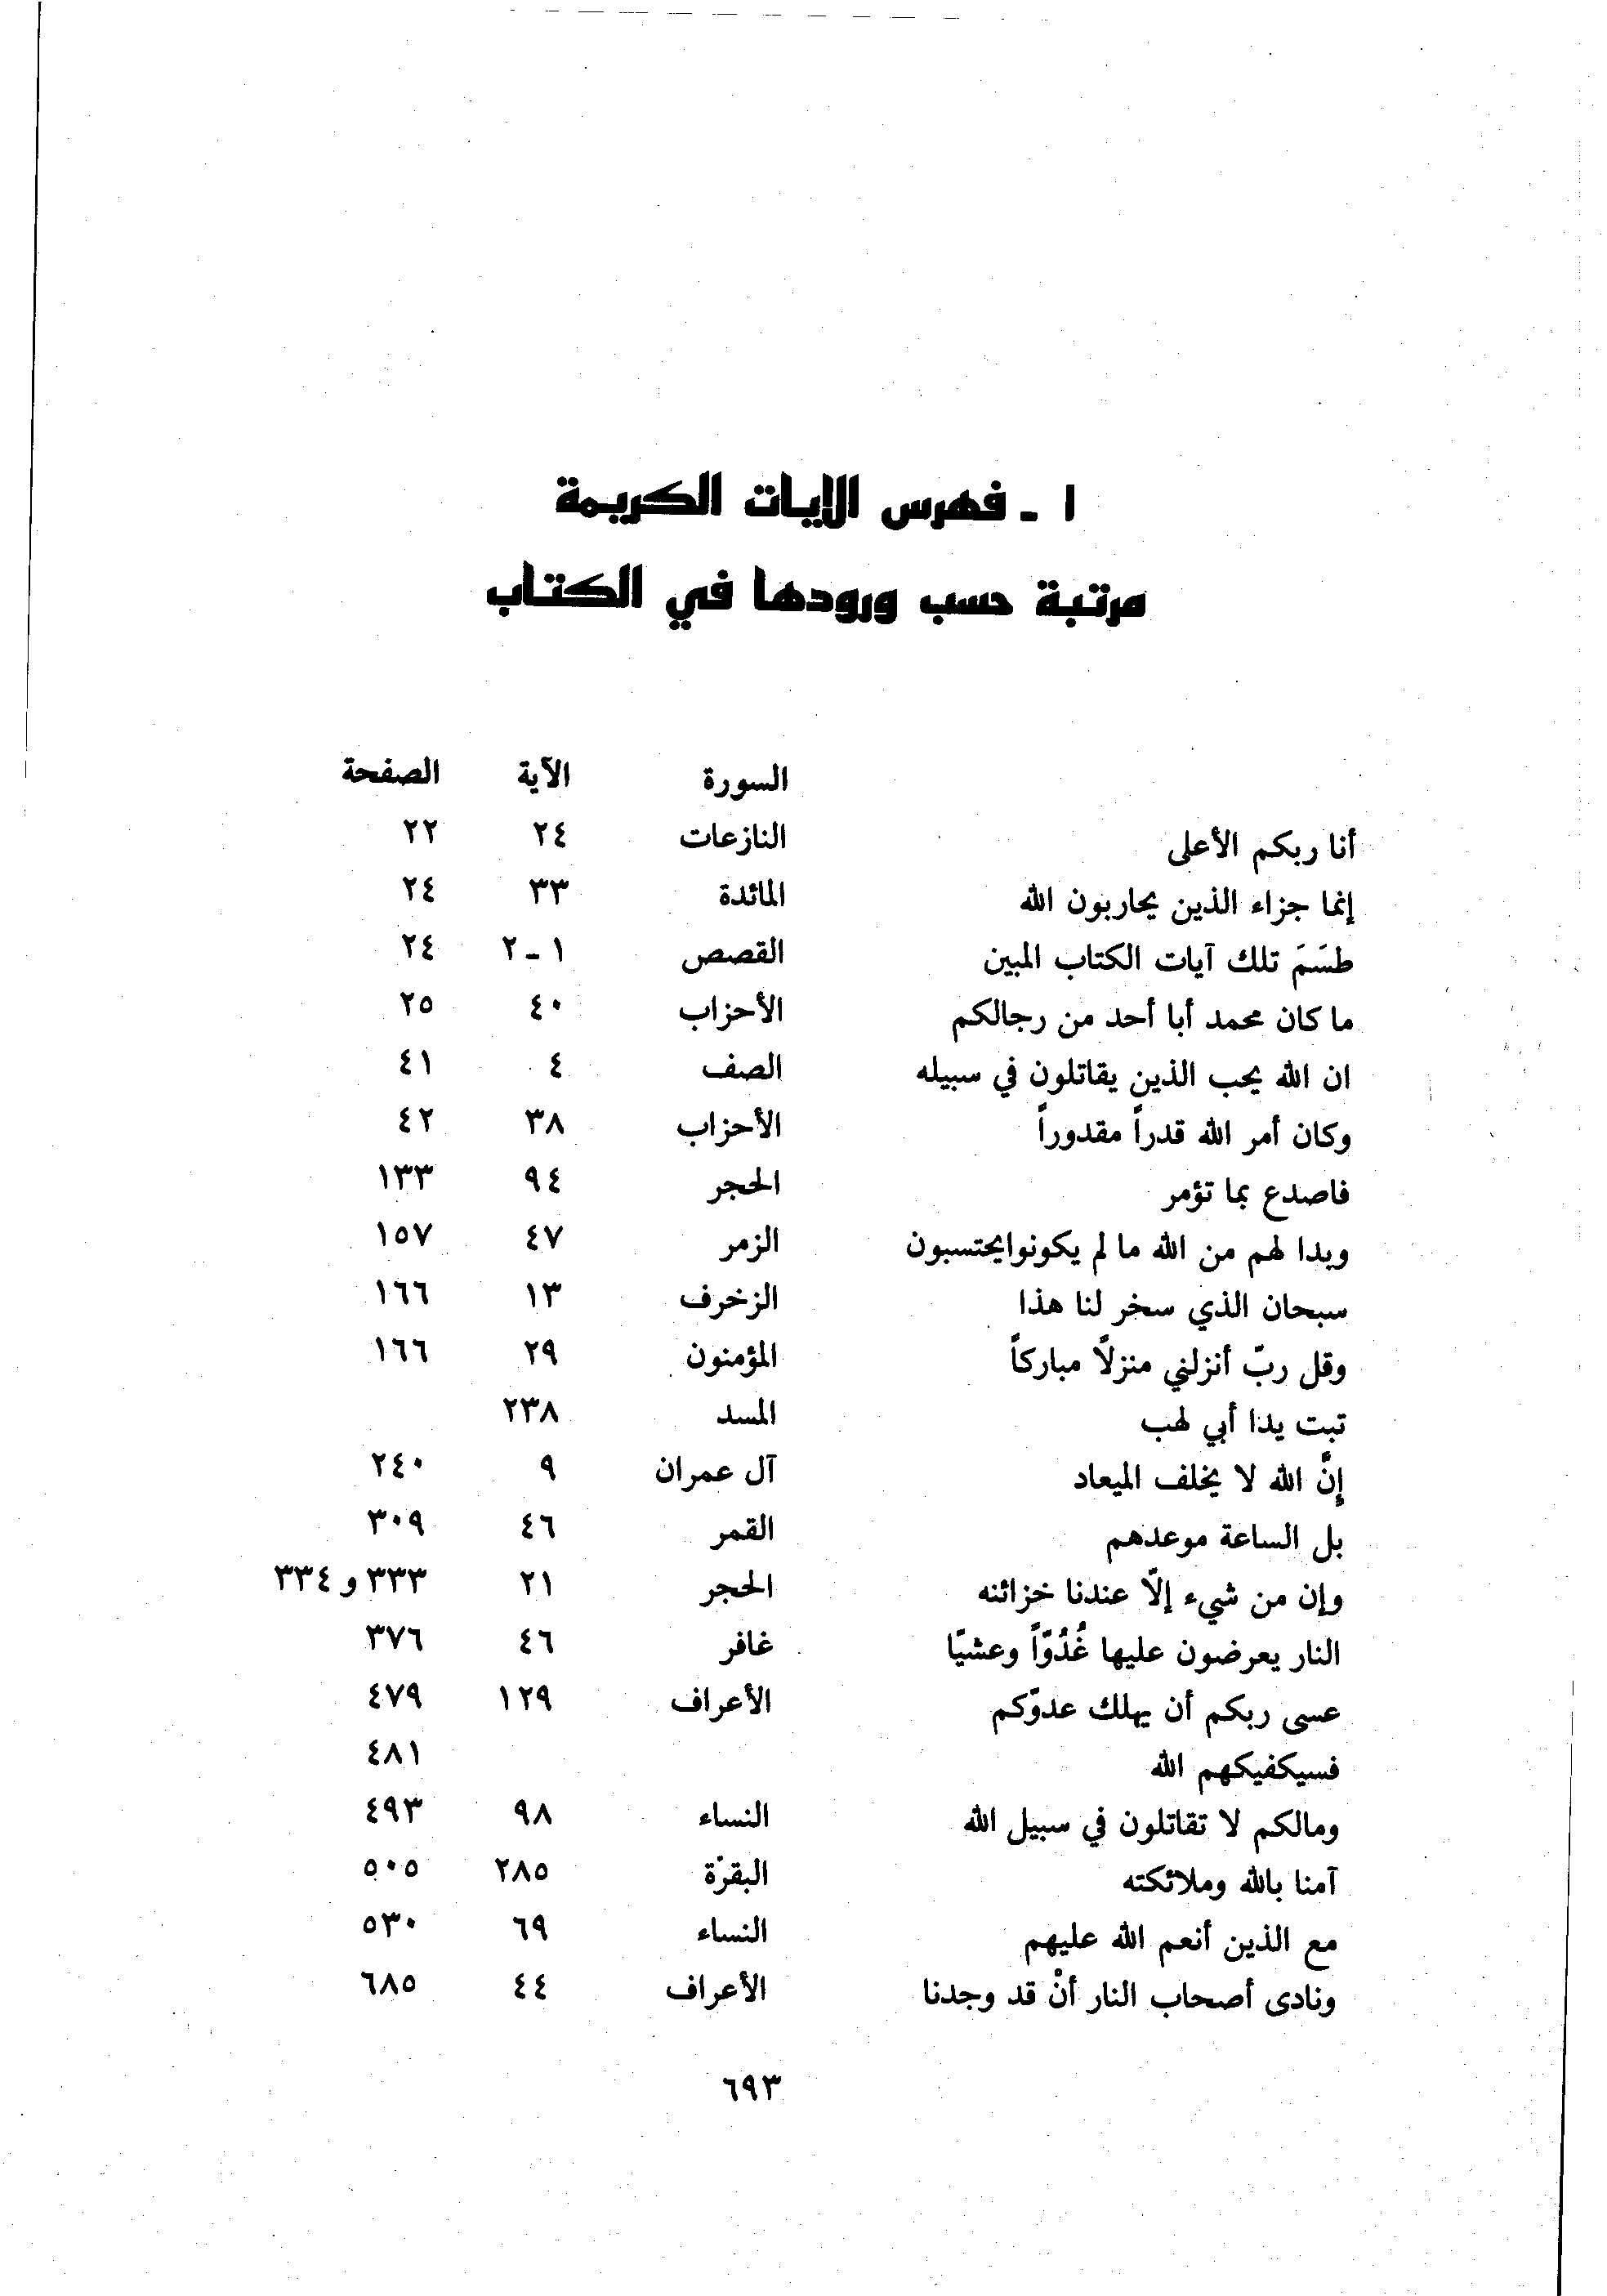 ١ - فهرس الآيات الكريمة
مرتبة حسب ورودها في الكتاب
السورة الآية الصفحة
أنا ربكم الأعلى النازعات ٢٤ ٢٢
إنما جزاء الذين يحاربون الله المائدة ٣٣ ٢٤
طسَمَ تلك آيات الكتاب المبين القصص ١ - ٢ ٢٤
ما كان محمد أبا أحد من رجالكم الأحزاب ٤٠ ٢٥
ان الله يحب الذين يقاتلون في سبيله الصف ٤ ٤١
وكان أمر الله قدراً مقدوراً الأحزاب ٣٨ ٤٢
فاصدع بما تؤمر الحجر ٩٤ ١٣٣
وبدا لهم من الله ما لم يكونوايحتسبون الزمر ٤٧ ١٥٧
سبحان الذي سخر لنا هذا الزخرف ١٣ ١٦٦
وقل ربّ أنزلني منزلاً مباركاً المؤمنون ٢٩ ١٦٦
تبت يدا أبي لهب المسد ٢٣٨
إنَّ الله لا يخلف الميعاد آل عمران ٩ ٢٤٠
بل الساعة موعدهم القمر ٤٦ ٣٠٩
وإن من شيء إلّا عندنا خزائنه الحجر ٢١ ٣٣٣ و ٣٣٤
النار يعرضون عليها غُدُوّاً وعشيّا غافر ٤٦ ٣٧٦
عسى ربكم أن يهلك عدوّكم الأعراف ١٢٩ ٤٧٩
فسيكفيكهم الله ٤٨١
ومالكم لا تقاتلون في سبيل الله النساء ٩٨ ٤٩٣
آمنا بالله وملائكته البقرة ٢٨٥ ٥٠٥
مع الذين أنعم الله عليهم النساء ٦٩ ٥٣٠
ونادى أصحاب النار أنْ قد وجدنا الأعراف ٤٤ ٦٨٥
٦٩٣